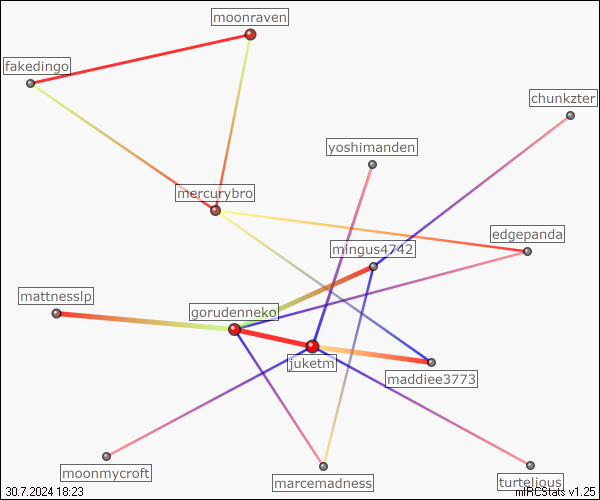 moonraven
fakedingo
chunkzter
yoshimanden
mercurybro
edgepanda
mingus4742
mattnesslp
gorudenneko
juketm
maddiee3773
moonmycroft
marcemadness
turtelious
30.7.2024 18:23
mIRCStats v1.25